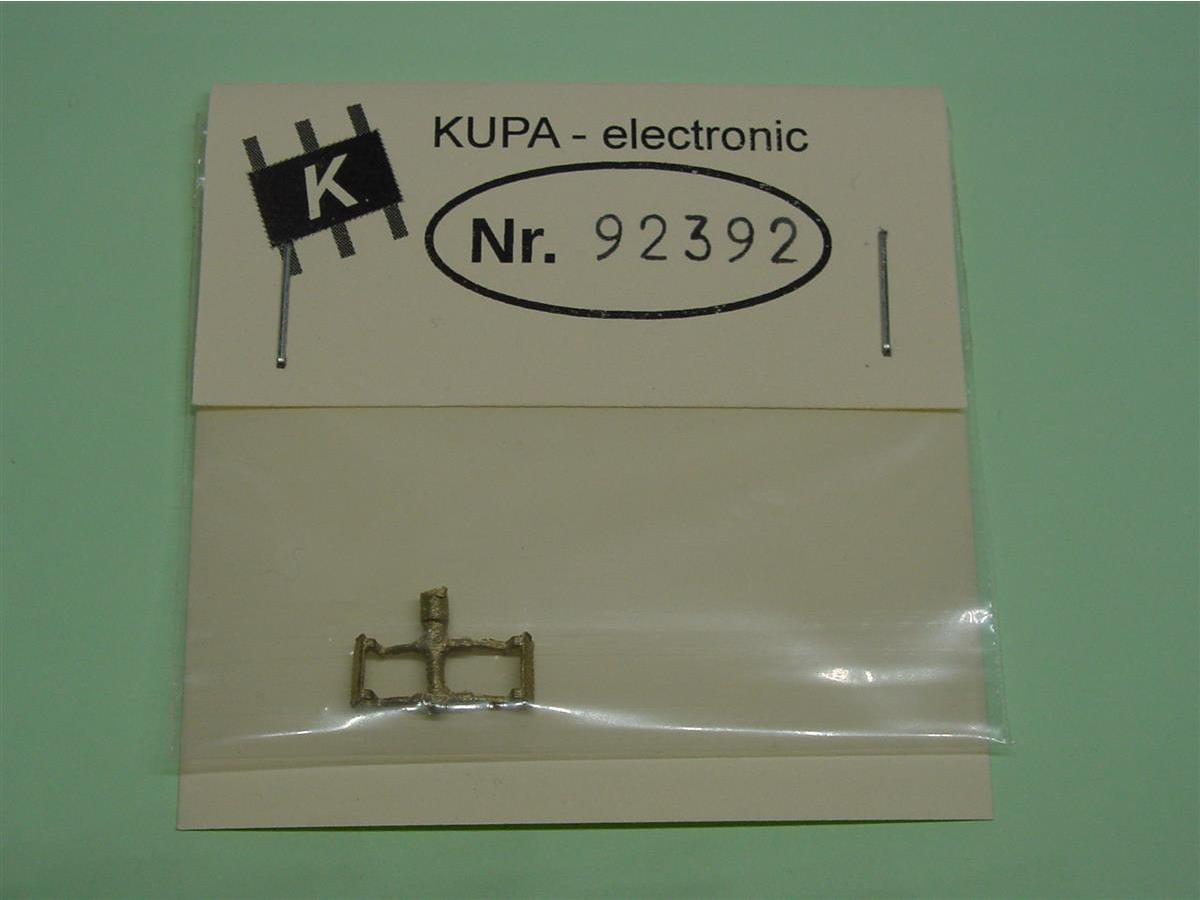 KUPA - electronic
K
Nr. 92392